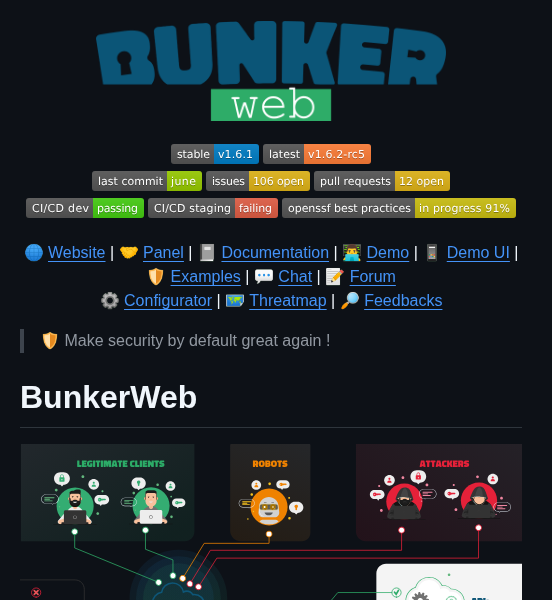 BUNKER
web
stable v1.6.1 latest v1.6.2-rc5
last commit june issues 106 open pull requests 12 open
CI/CD dev passing CI/CD staging failing openssf best practices in progress 91%
Website | Panel | Documentation | Demo | Demo UI |
Examples | Chat | Forum
Configurator | Threatmap | Feedbacks
Make security by default great again !
BunkerWeb
LEGITIMATE CLIENTS ROBOTS ATTACKERS